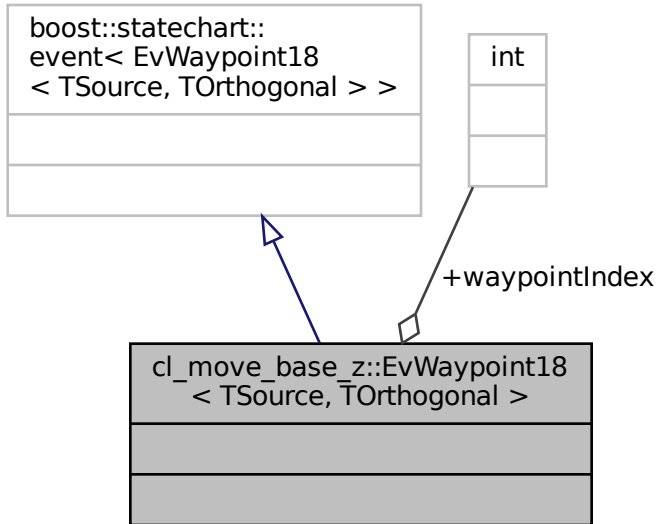 boost::statechart::
event< EvWaypoint18
< TSource, TOrthogonal > >
int
+waypointIndex
cl_move_base_z::EvWaypoint18
< TSource, TOrthogonal >